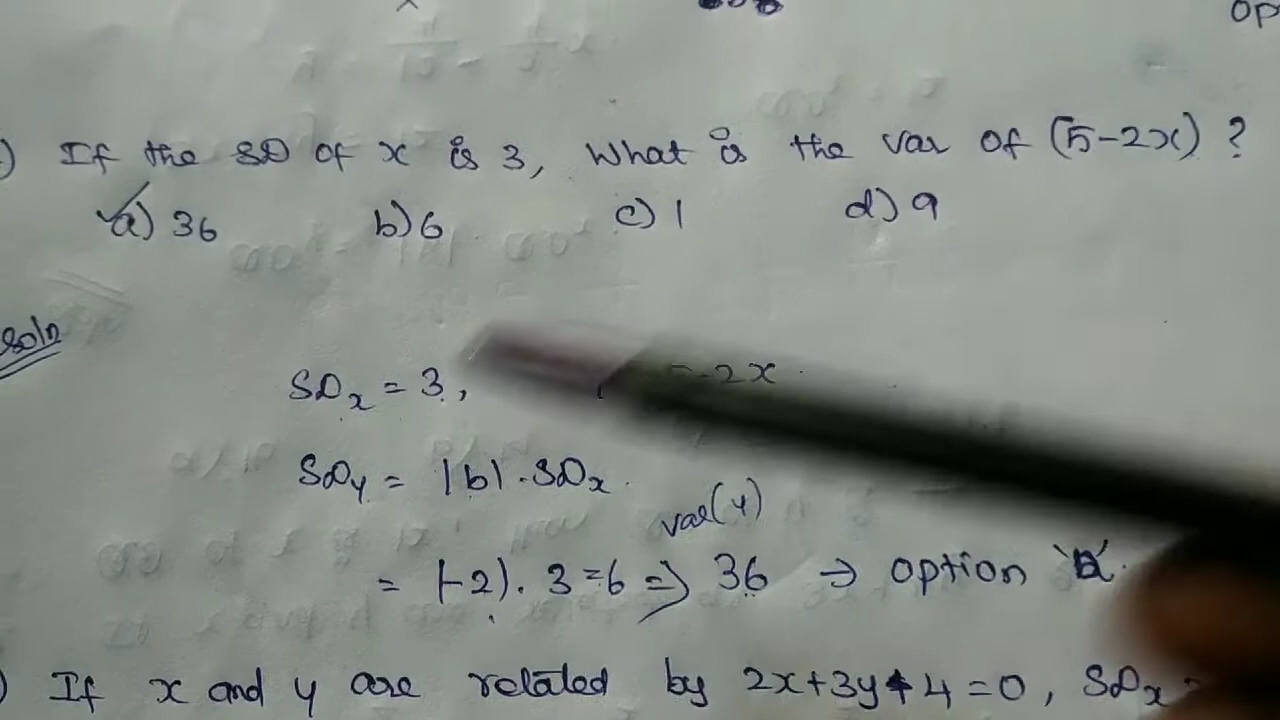 Op
) If the SD of x is 3, What is the var of (5-2x) ?
a) 36 b) 6 c) 1 d) 9
Soln
SDx = 3, -2x
SDy = |b| . SDx
var(y)
= |-2). 3 = 6 => 36 → option 'a'.
) If x and y are related by 2x+3y+4=0, SDx =